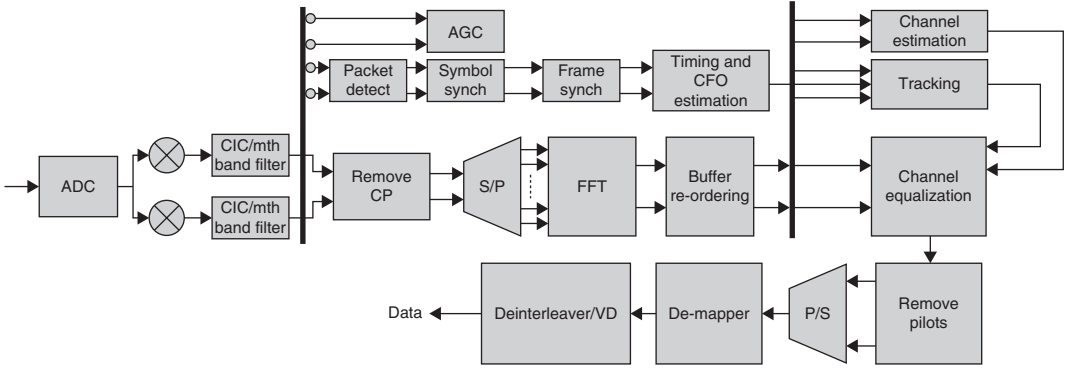 AGC
Channel
estimation
Packet
detect
Symbol
synch
Frame
synch
Timing and
CFO
estimation
Tracking
ADC
CIC/mth
band filter
CIC/mth
band filter
Remove
CP
S/P
FFT
Buffer
re-ordering
Channel
equalization
Data
Deinterleaver/VD
De-mapper
P/S
Remove
pilots